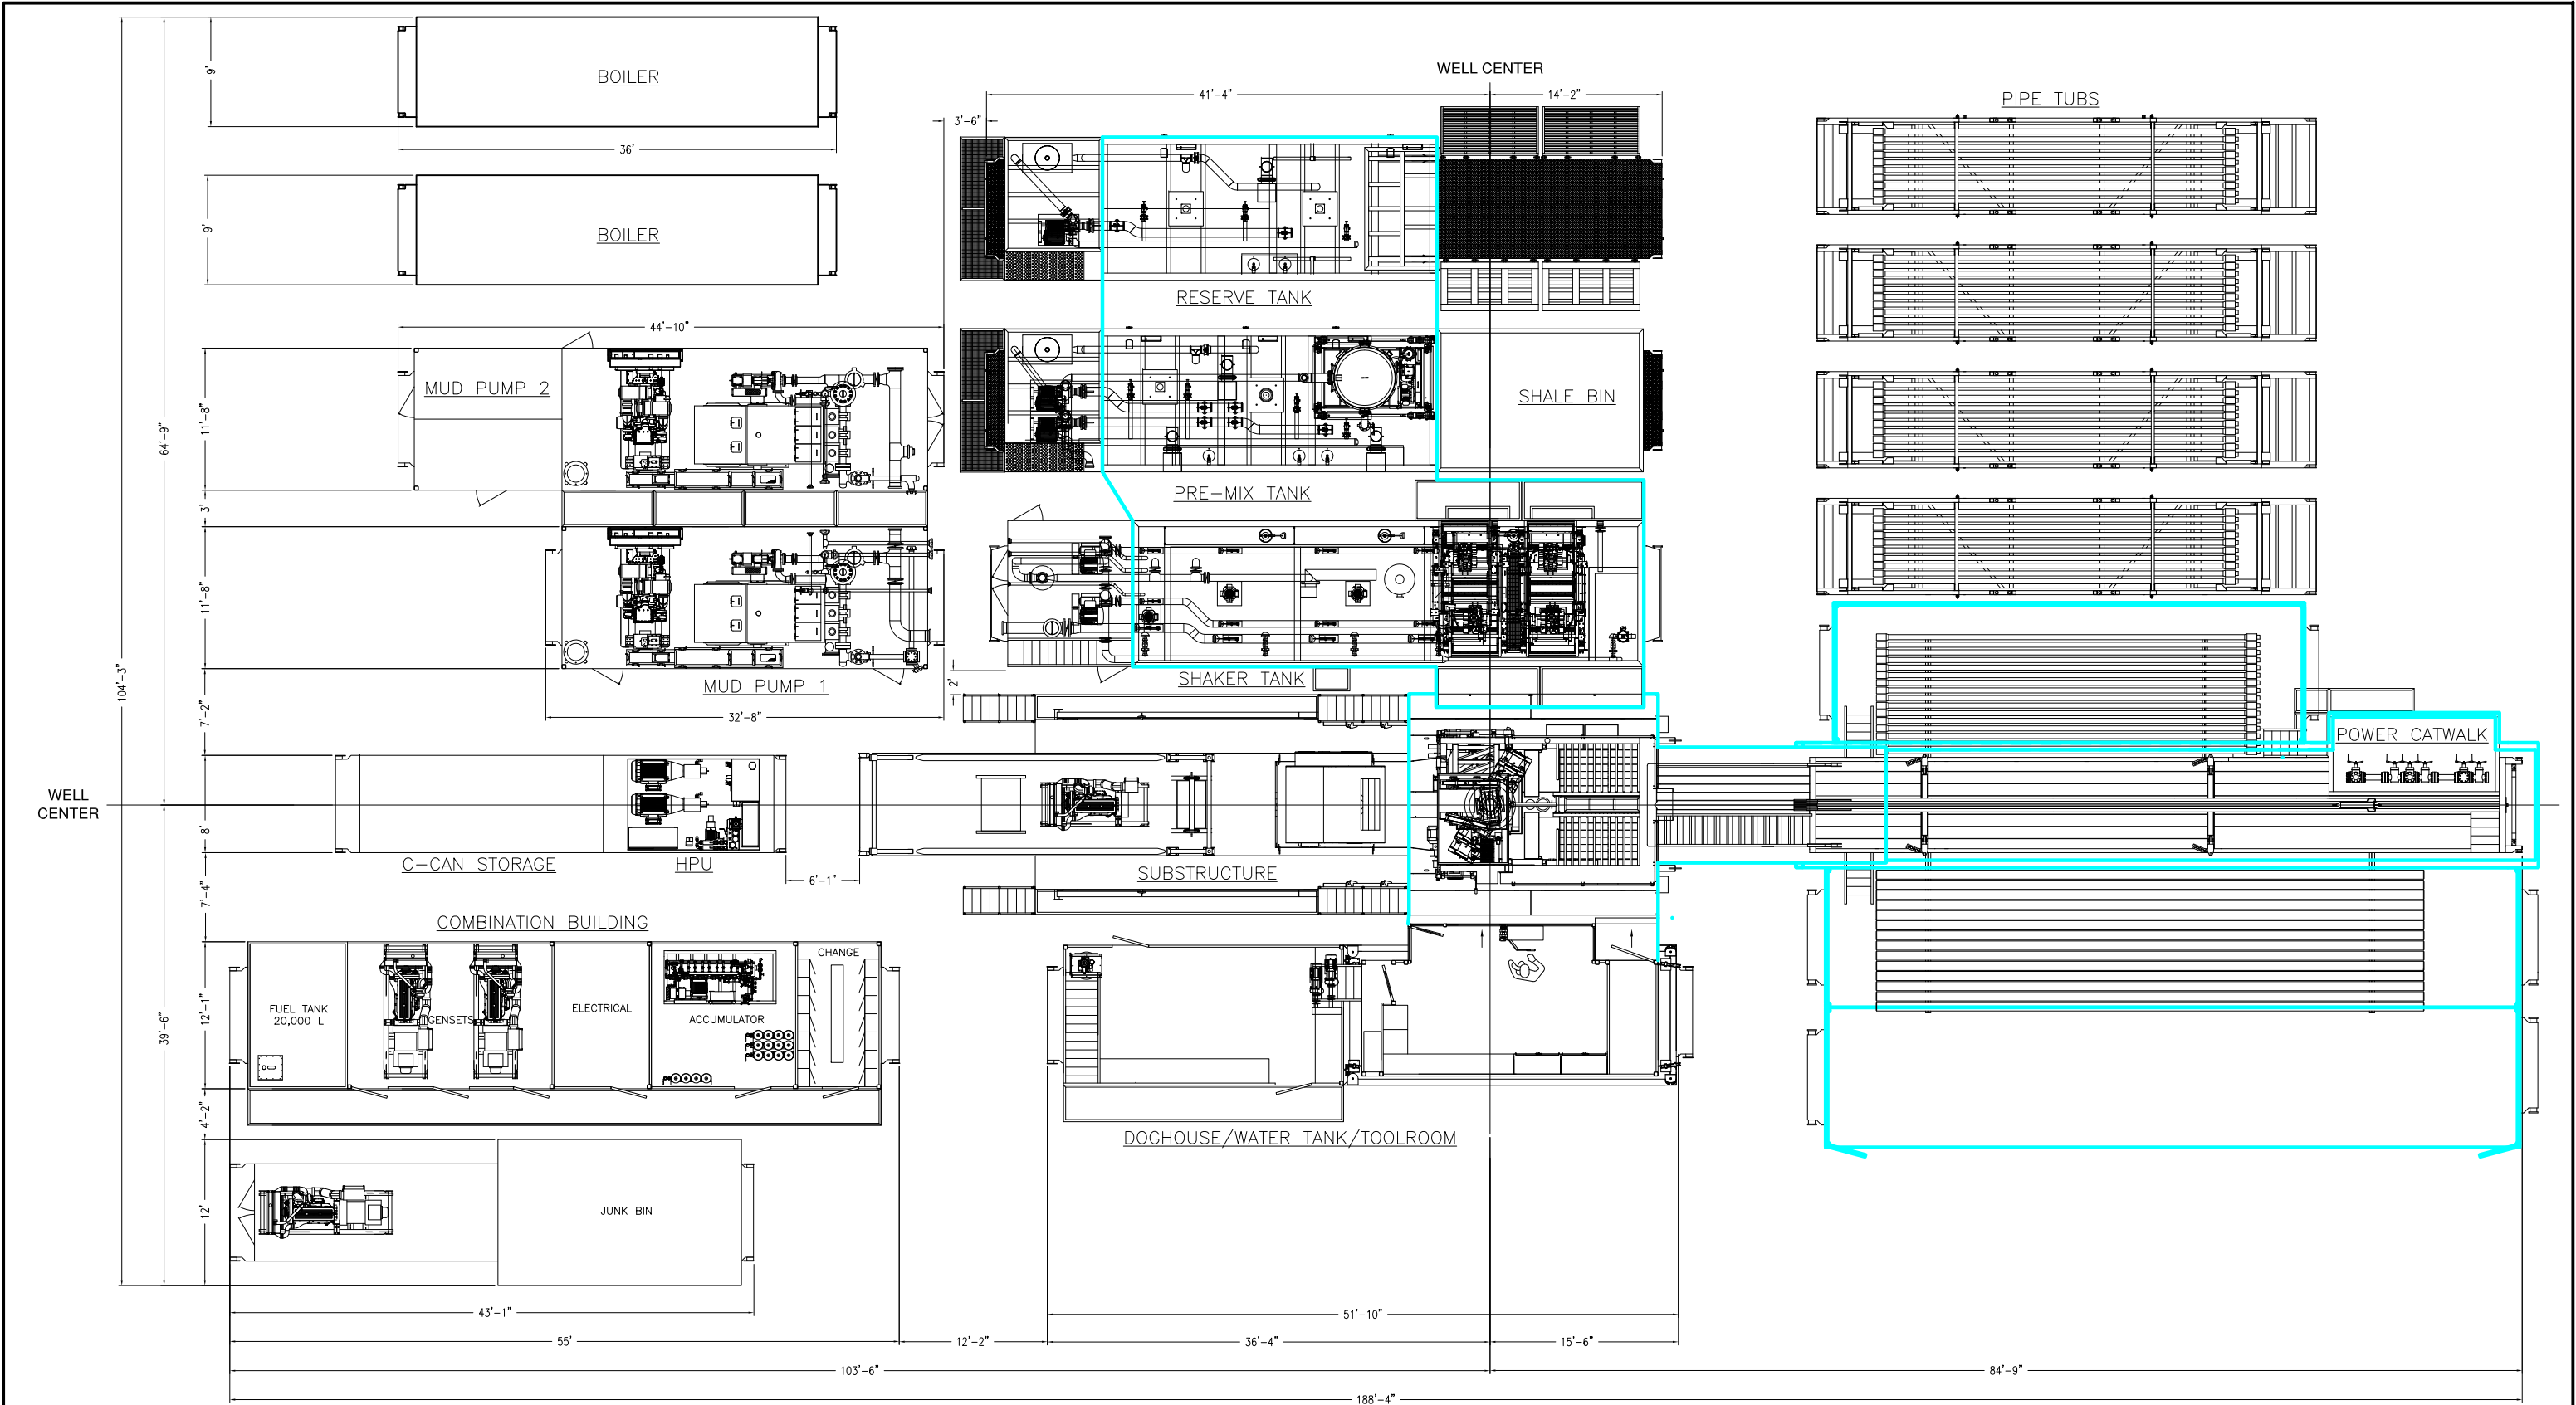 WELL CENTER
BOILER
9'
36'
41'-4"
14'-2"
3'-6"
PIPE TUBS
BOILER
9'
RESERVE TANK
44'-10"
MUD PUMP 2
11'-8"
64'-9"
SHALE BIN
PRE-MIX TANK
3'
11'-8"
104'-3"
MUD PUMP 1
32'-8"
SHAKER TANK
2'
7'-2"
POWER CATWALK
WELL
CENTER
8'
C-CAN STORAGE
HPU
6'-1"
SUBSTRUCTURE
7'-4"
COMBINATION BUILDING
CHANGE
FUEL TANK
20,000 L
GENSETS
ELECTRICAL
ACCUMULATOR
12'-1"
39'-6"
4'-2"
DOGHOUSE/WATER TANK/TOOLROOM
12'
JUNK BIN
43'-1"
51'-10"
55'
12'-2"
36'-4"
15'-6"
103'-6"
84'-9"
188'-4"